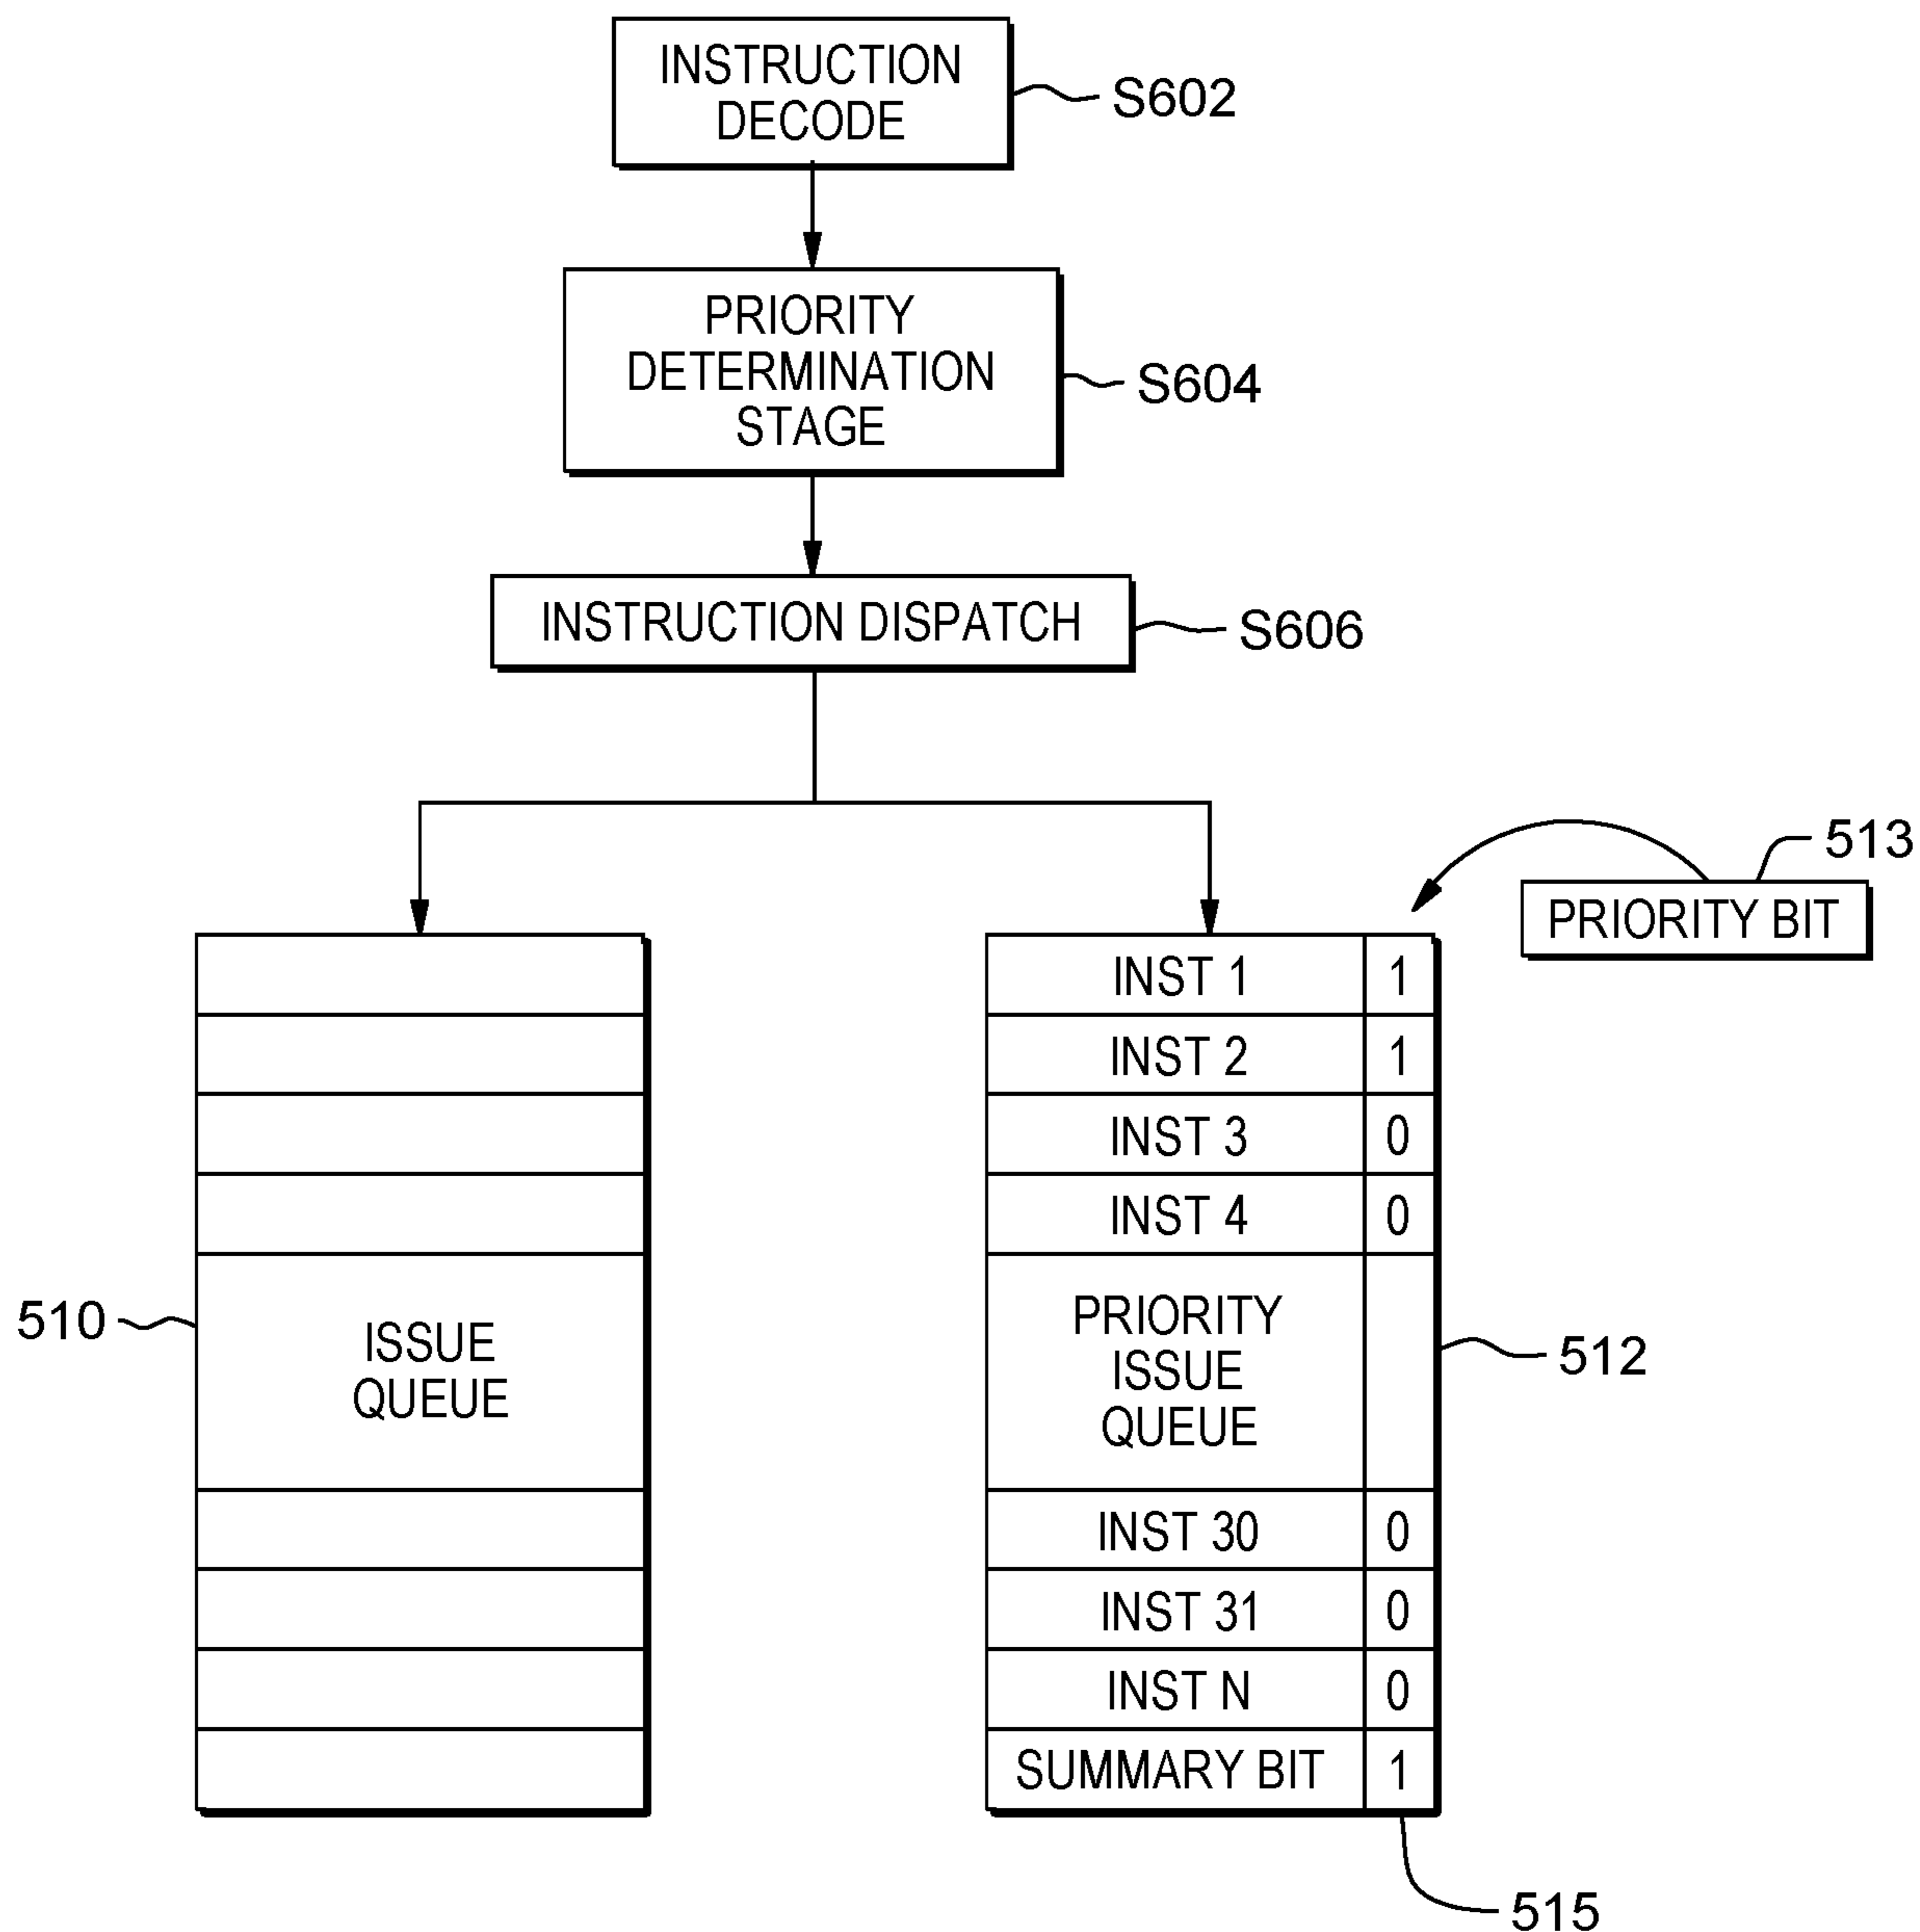 INSTRUCTION
DECODE
S602
PRIORITY
DETERMINATION
STAGE
S604
INSTRUCTION DISPATCH
S606
513
PRIORITY BIT
INST 1 1
INST 2 1
INST 3 0
INST 4 0
510
ISSUE
QUEUE
PRIORITY
ISSUE
QUEUE
512
INST 30 0
INST 31 0
INST N 0
SUMMARY BIT 1
515